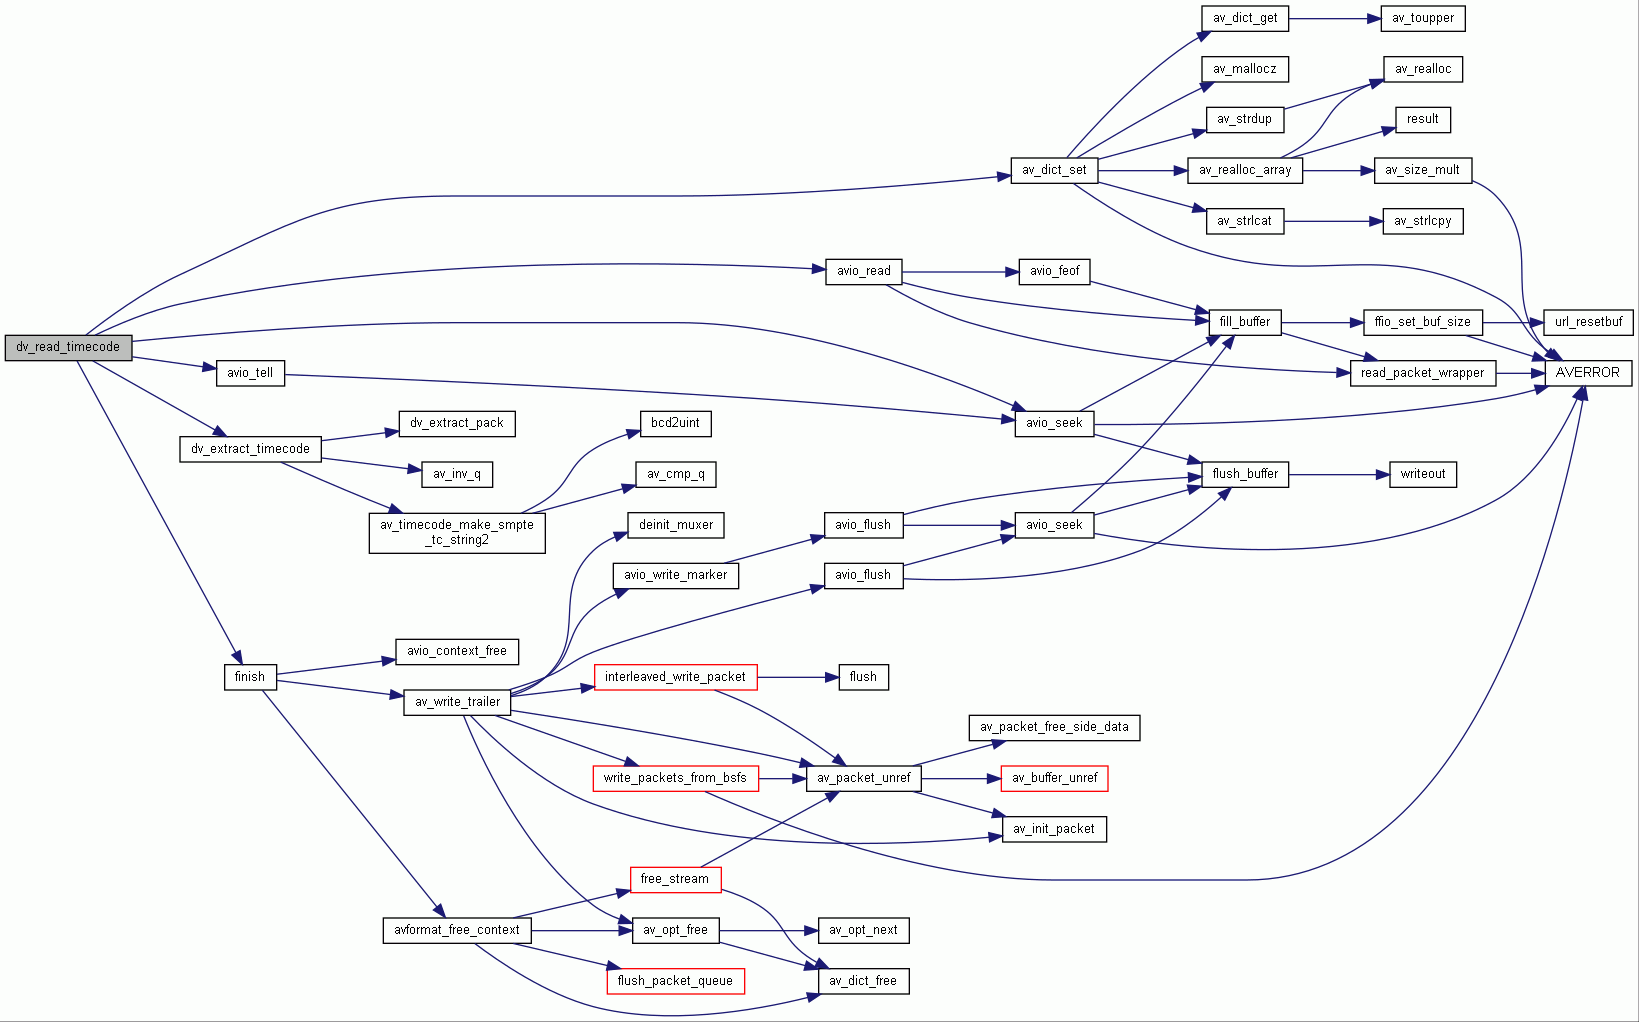 av_dict_get
av_toupper
av_mallocz
av_realloc
av_strdup
result
av_dict_set
av_realloc_array
av_size_mult
av_strlcat
av_strlcpy
avio_read
avio_feof
fill_buffer
ffio_set_buf_size
url_resetbuf
dv_read_timecode
avio_tell
read_packet_wrapper
AVERROR
dv_extract_pack
bcd2uint
avio_seek
dv_extract_timecode
av_inv_q
av_cmp_q
flush_buffer
writeout
av_timecode_make_smpte
_tc_string2
deinit_muxer
avio_flush
avio_seek
avio_write_marker
avio_flush
avio_context_free
finish
interleaved_write_packet
flush
av_write_trailer
av_packet_free_side_data
write_packets_from_bsfs
av_packet_unref
av_buffer_unref
av_init_packet
free_stream
avformat_free_context
av_opt_free
av_opt_next
flush_packet_queue
av_dict_free